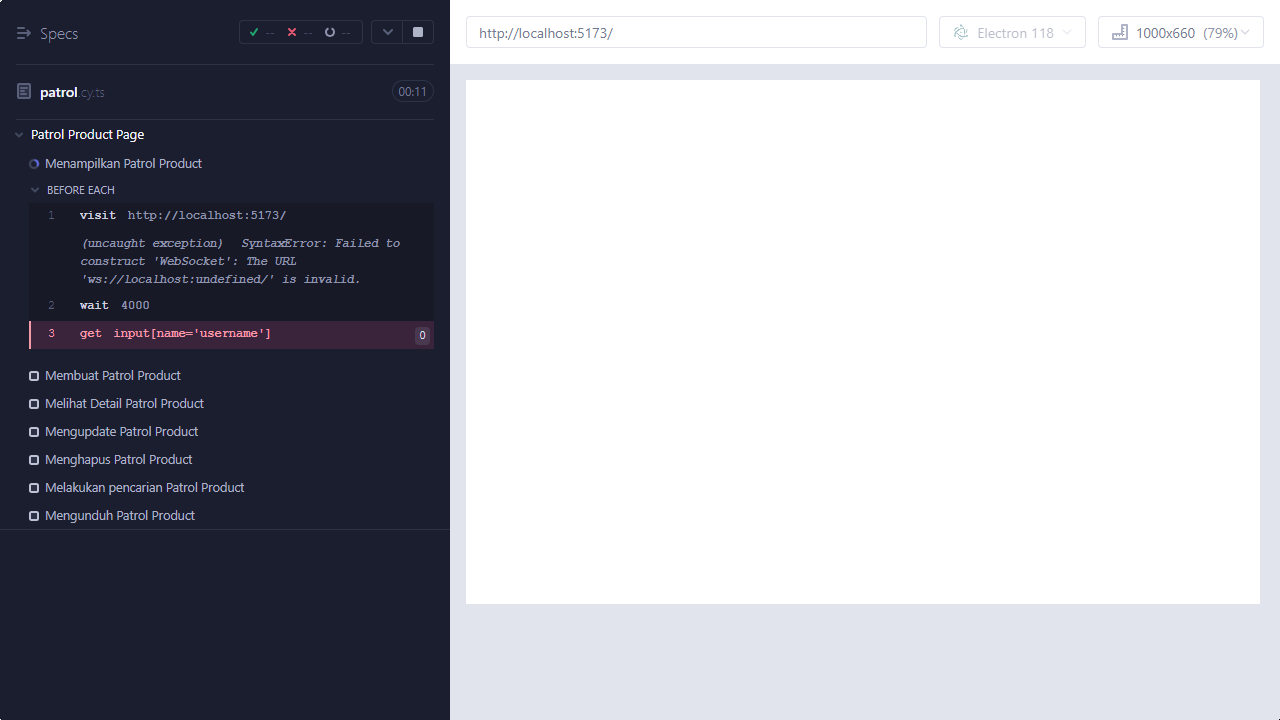 Specs
-- -- --
patrol.cy.ts
00:11
Patrol Product Page
Menampilkan Patrol Product
BEFORE EACH
1 visit http://localhost:5173/
(uncaught exception) SyntaxError: Failed to
construct 'WebSocket': The URL
'ws://localhost:undefined/' is invalid.
2 wait 4000
3 get input[name='username'] 0
Membuat Patrol Product
Melihat Detail Patrol Product
Mengupdate Patrol Product
Menghapus Patrol Product
Melakukan pencarian Patrol Product
Mengunduh Patrol Product
http://localhost:5173/
Electron 118
1000x660 (79%)